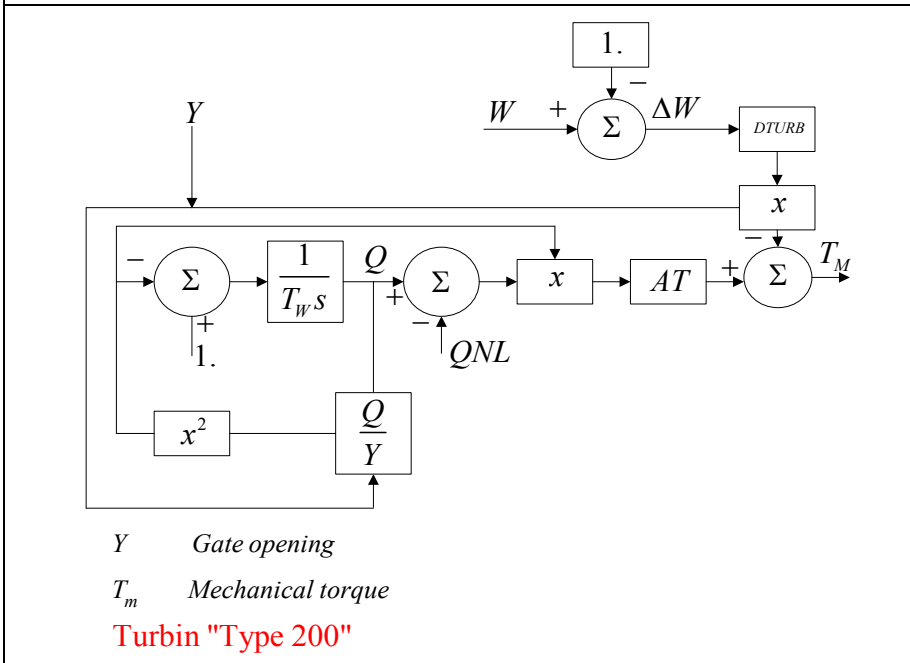 1.
−
W + Σ ΔW DTURB
Y
x
−
− Σ 1/(T_W s) Q + Σ x AT + Σ T_M
+ −
1. QNL
x² Q/Y
Y Gate opening
T_m Mechanical torque
Turbin "Type 200"